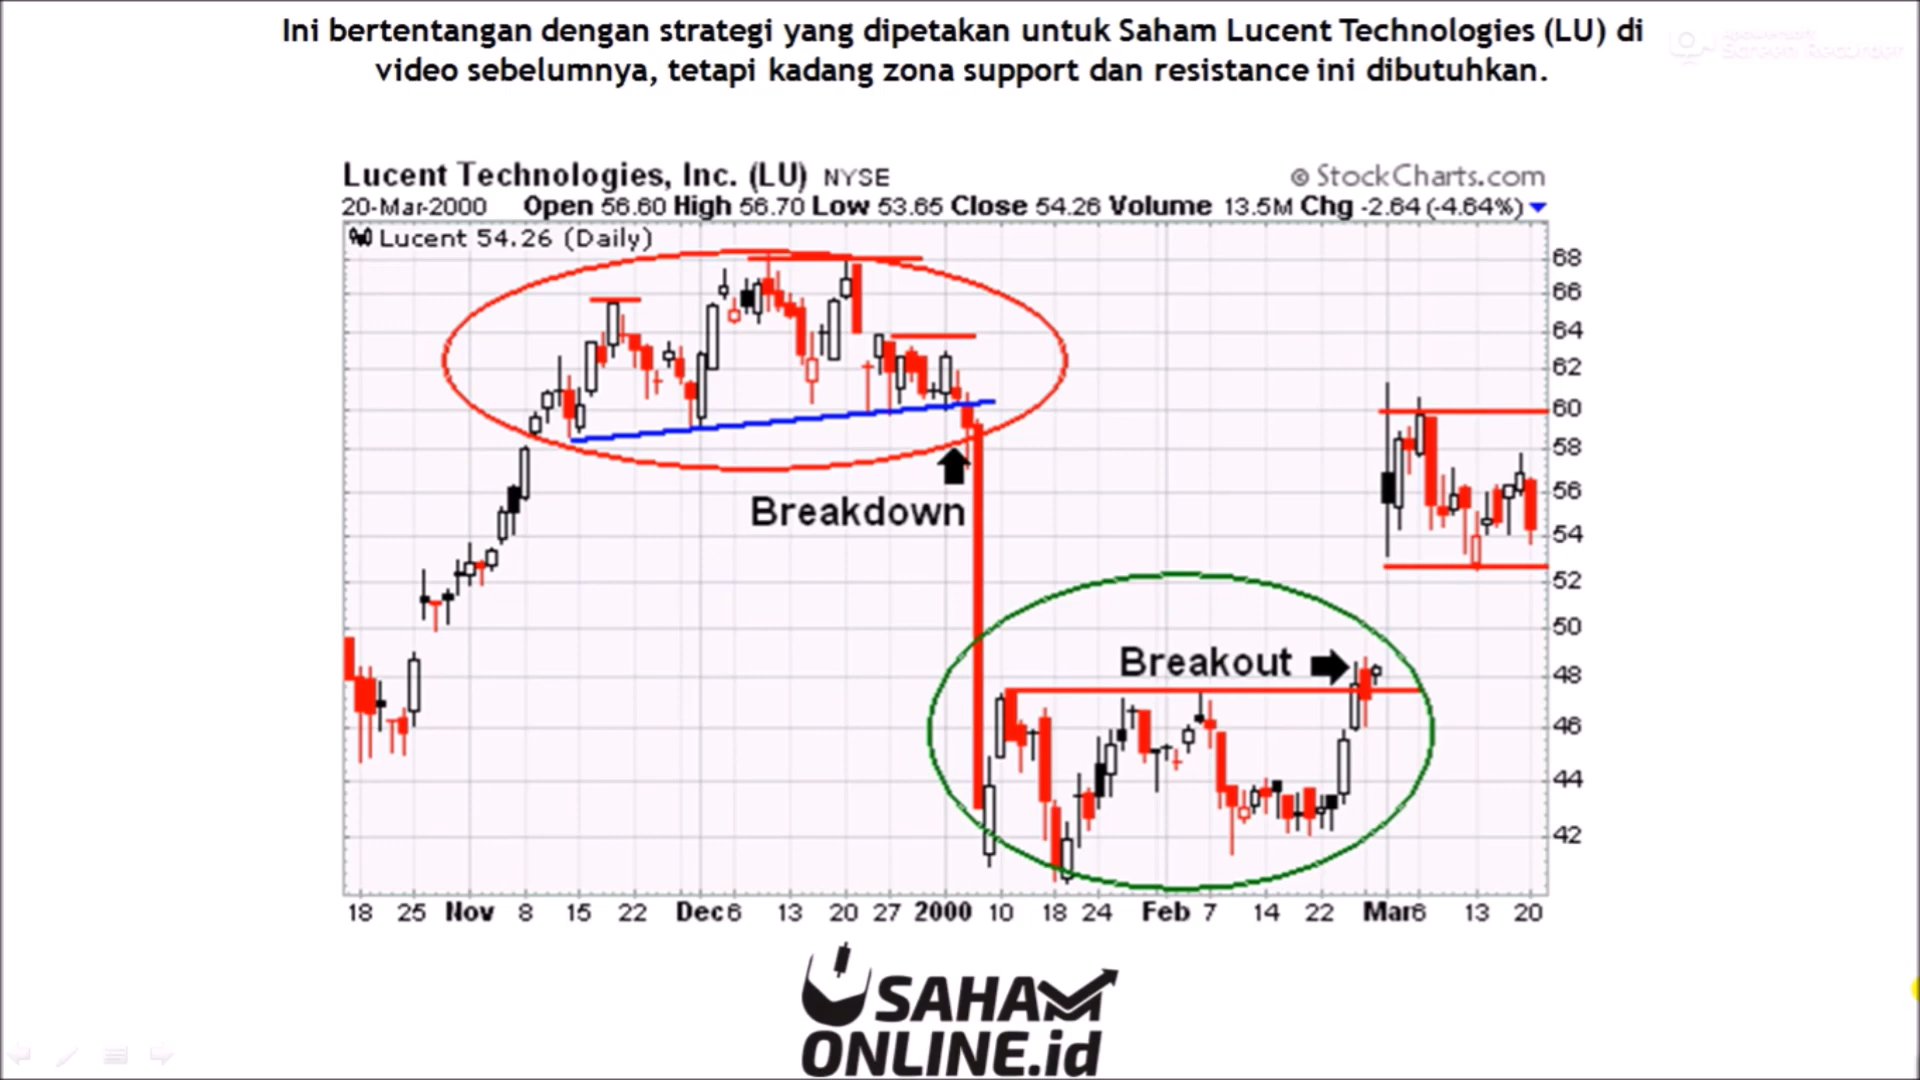 Ini bertentangan dengan strategi yang dipetakan untuk Saham Lucent Technologies (LU) di
video sebelumnya, tetapi kadang zona support dan resistance ini dibutuhkan.
Screen Recorder
Lucent Technologies, Inc. (LU) NYSE © StockCharts.com
20-Mar-2000 Open 56.60 High 56.70 Low 53.65 Close 54.26 Volume 13.5M Chg -2.64 (-4.64%)
Lucent 54.26 (Daily)
68
66
64
62
60
58
56
54
52
50
48
46
44
42
Breakdown
Breakout
18 25 Nov 8 15 22 Dec 6 13 20 27 2000 10 18 24 Feb 7 14 22 Mar 6 13 20
SAHAM
ONLINE.id